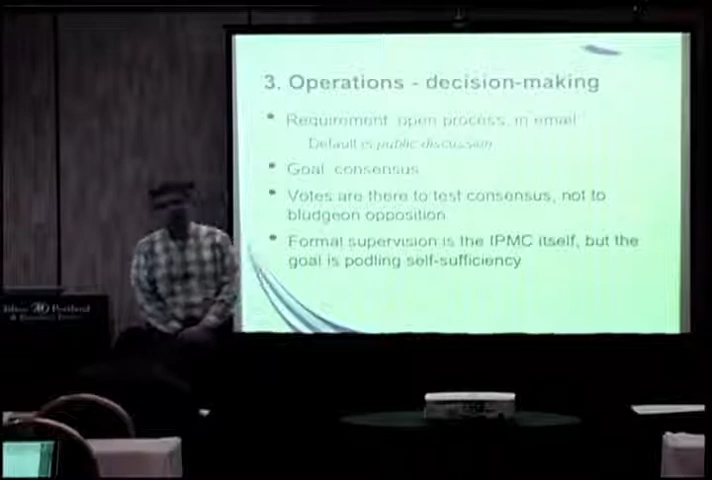 3. Operations - decision-making
• Requirement open process, in email
Default is public discussion
• Goal consensus
• Votes are there to test consensus, not to
bludgeon opposition
• Formal supervision is the IPMC itself, but the
goal is podling self-sufficiency
Hilton Portland